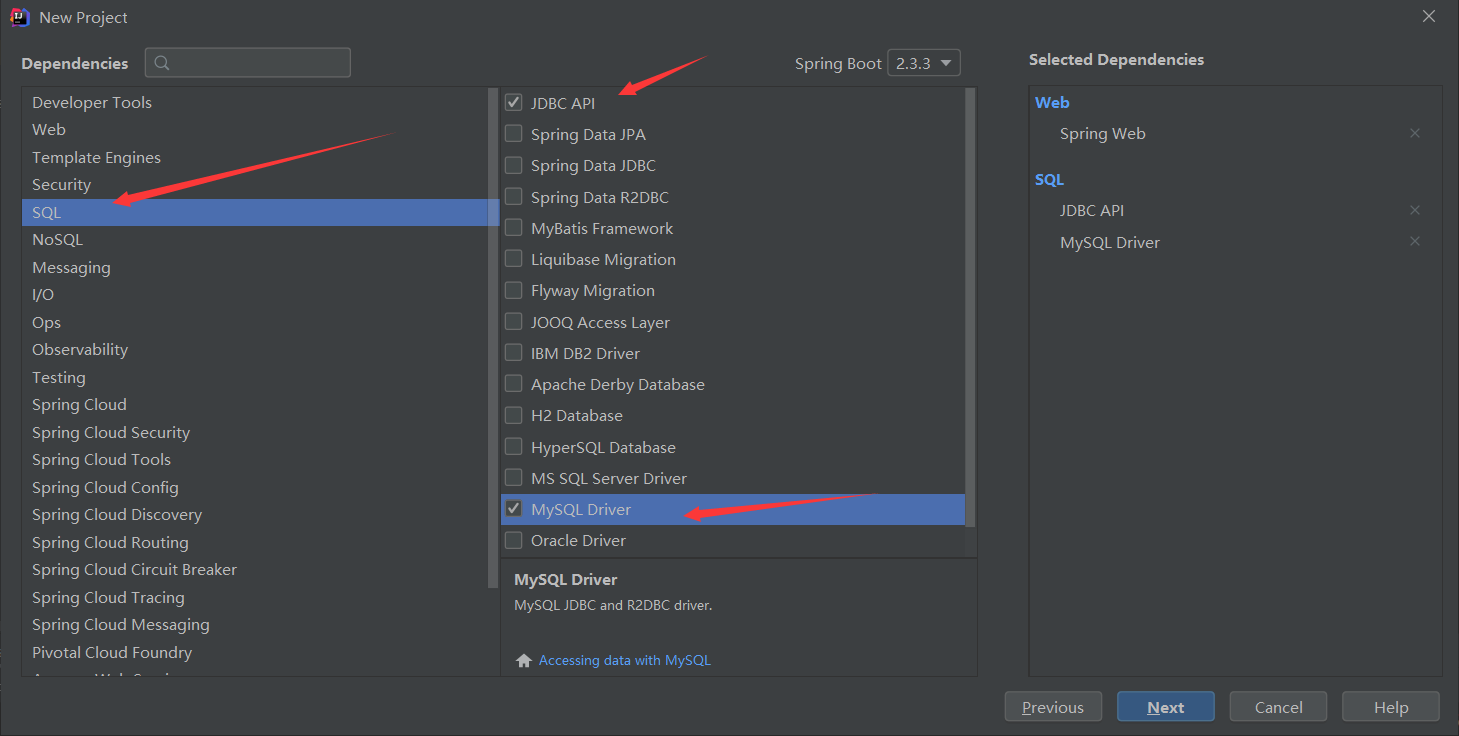 New Project
Dependencies
Spring Boot 2.3.3
Selected Dependencies
Developer Tools
Web
Template Engines
Security
SQL
NoSQL
Messaging
I/O
Ops
Observability
Testing
Spring Cloud
Spring Cloud Security
Spring Cloud Tools
Spring Cloud Config
Spring Cloud Discovery
Spring Cloud Routing
Spring Cloud Circuit Breaker
Spring Cloud Tracing
Spring Cloud Messaging
Pivotal Cloud Foundry
JDBC API
Spring Data JPA
Spring Data JDBC
Spring Data R2DBC
MyBatis Framework
Liquibase Migration
Flyway Migration
JOOQ Access Layer
IBM DB2 Driver
Apache Derby Database
H2 Database
HyperSQL Database
MS SQL Server Driver
MySQL Driver
Oracle Driver
MySQL Driver
MySQL JDBC and R2DBC driver.
Accessing data with MySQL
Web
Spring Web
SQL
JDBC API
MySQL Driver
Previous
Next
Cancel
Help